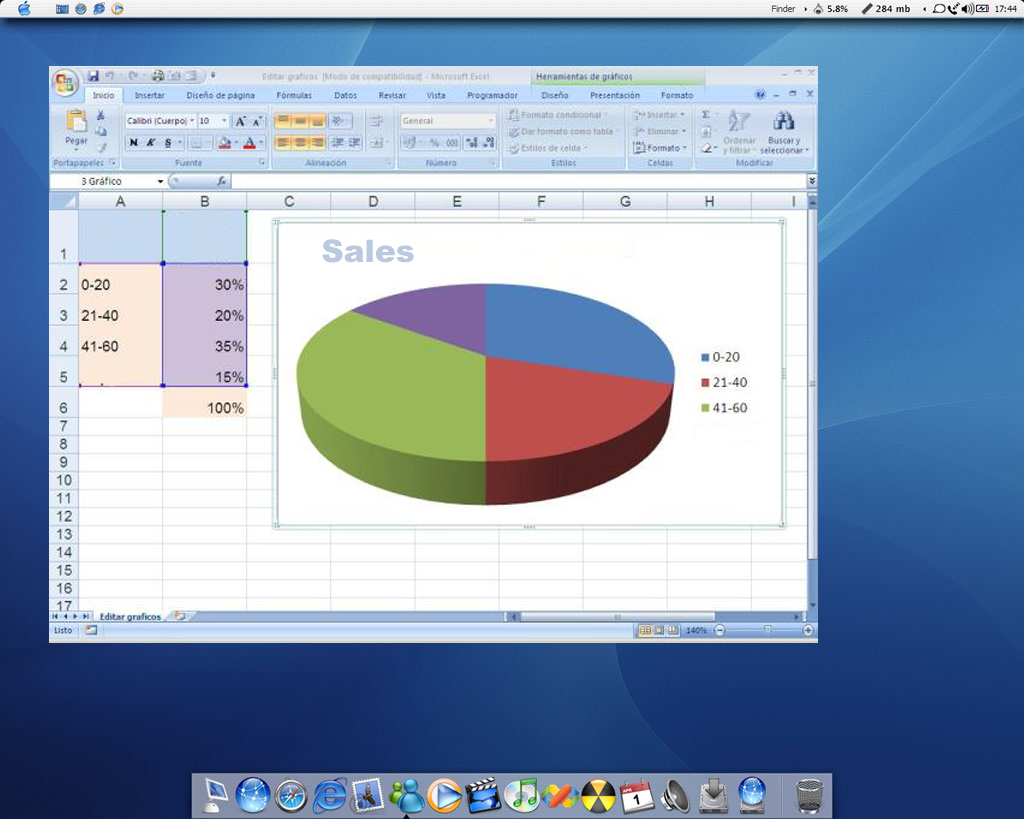 Finder 5.8% 284 mb 17:44
Editar graficos [Modo de compatibilidad] - Microsoft Excel Herramientas de gráficos
Inicio Insertar Diseño de página Fórmulas Datos Revisar Vista Programador Diseño Presentación Formato
Pegar
Calibri (Cuerpo) 10 A A
N K S A
General
% 000
Formato condicional
Dar formato como tabla
Estilos de celda
Insertar
Eliminar
Formato
Σ
Ordenar y filtrar
Buscar y seleccionar
Portapapeles Fuente Alineación Número Estilos Celdas Modificar
3 Gráfico fx
A B C D E F G H I
1
Sales
2 0-20 30%
3 21-40 20%
4 41-60 35%
5 15%
6 100%
7
8
9
10
11
12
13
14
15
16
17
0-20
21-40
41-60
Editar graficos
Listo 140%
1